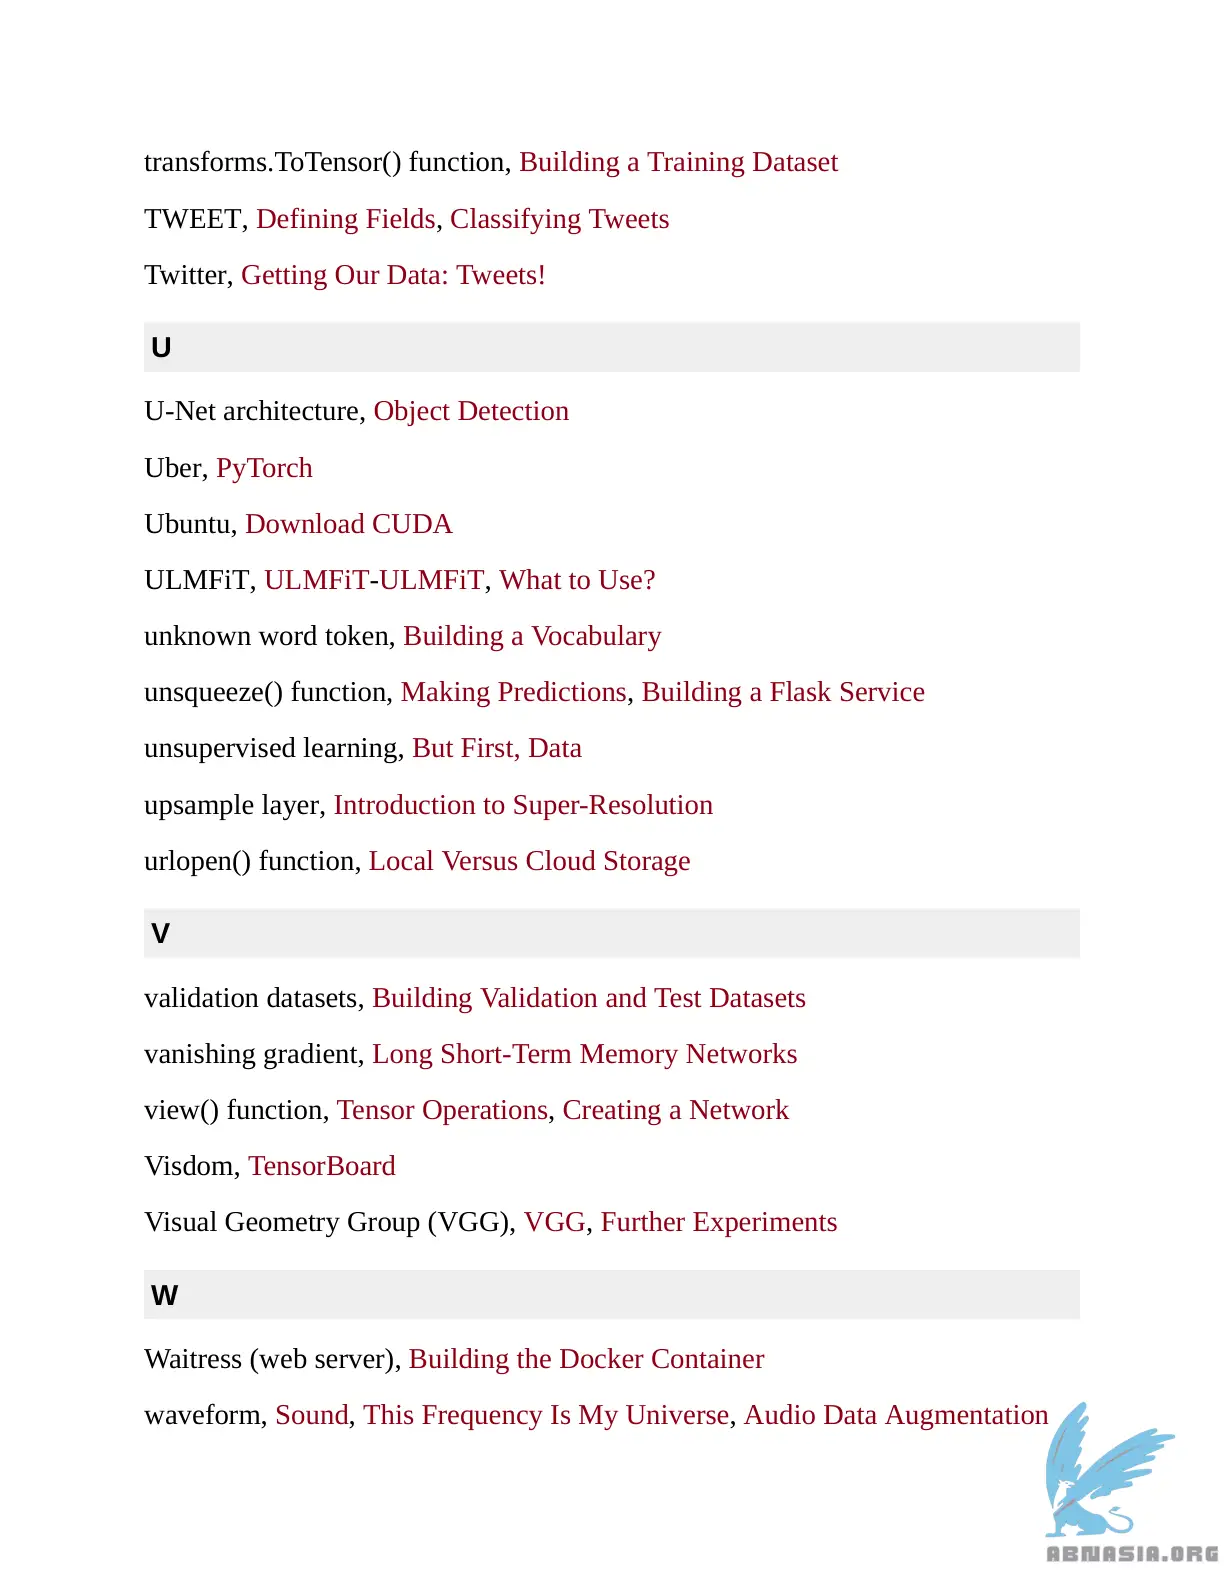 transforms.ToTensor() function, Building a Training Dataset
TWEET, Defining Fields, Classifying Tweets
Twitter, Getting Our Data: Tweets!
U
U-Net architecture, Object Detection
Uber, PyTorch
Ubuntu, Download CUDA
ULMFiT, ULMFiT-ULMFiT, What to Use?
unknown word token, Building a Vocabulary
unsqueeze() function, Making Predictions, Building a Flask Service
unsupervised learning, But First, Data
upsample layer, Introduction to Super-Resolution
urlopen() function, Local Versus Cloud Storage
V
validation datasets, Building Validation and Test Datasets
vanishing gradient, Long Short-Term Memory Networks
view() function, Tensor Operations, Creating a Network
Visdom, TensorBoard
Visual Geometry Group (VGG), VGG, Further Experiments
W
Waitress (web server), Building the Docker Container
waveform, Sound, This Frequency Is My Universe, Audio Data Augmentation
ABNASIA.ORG